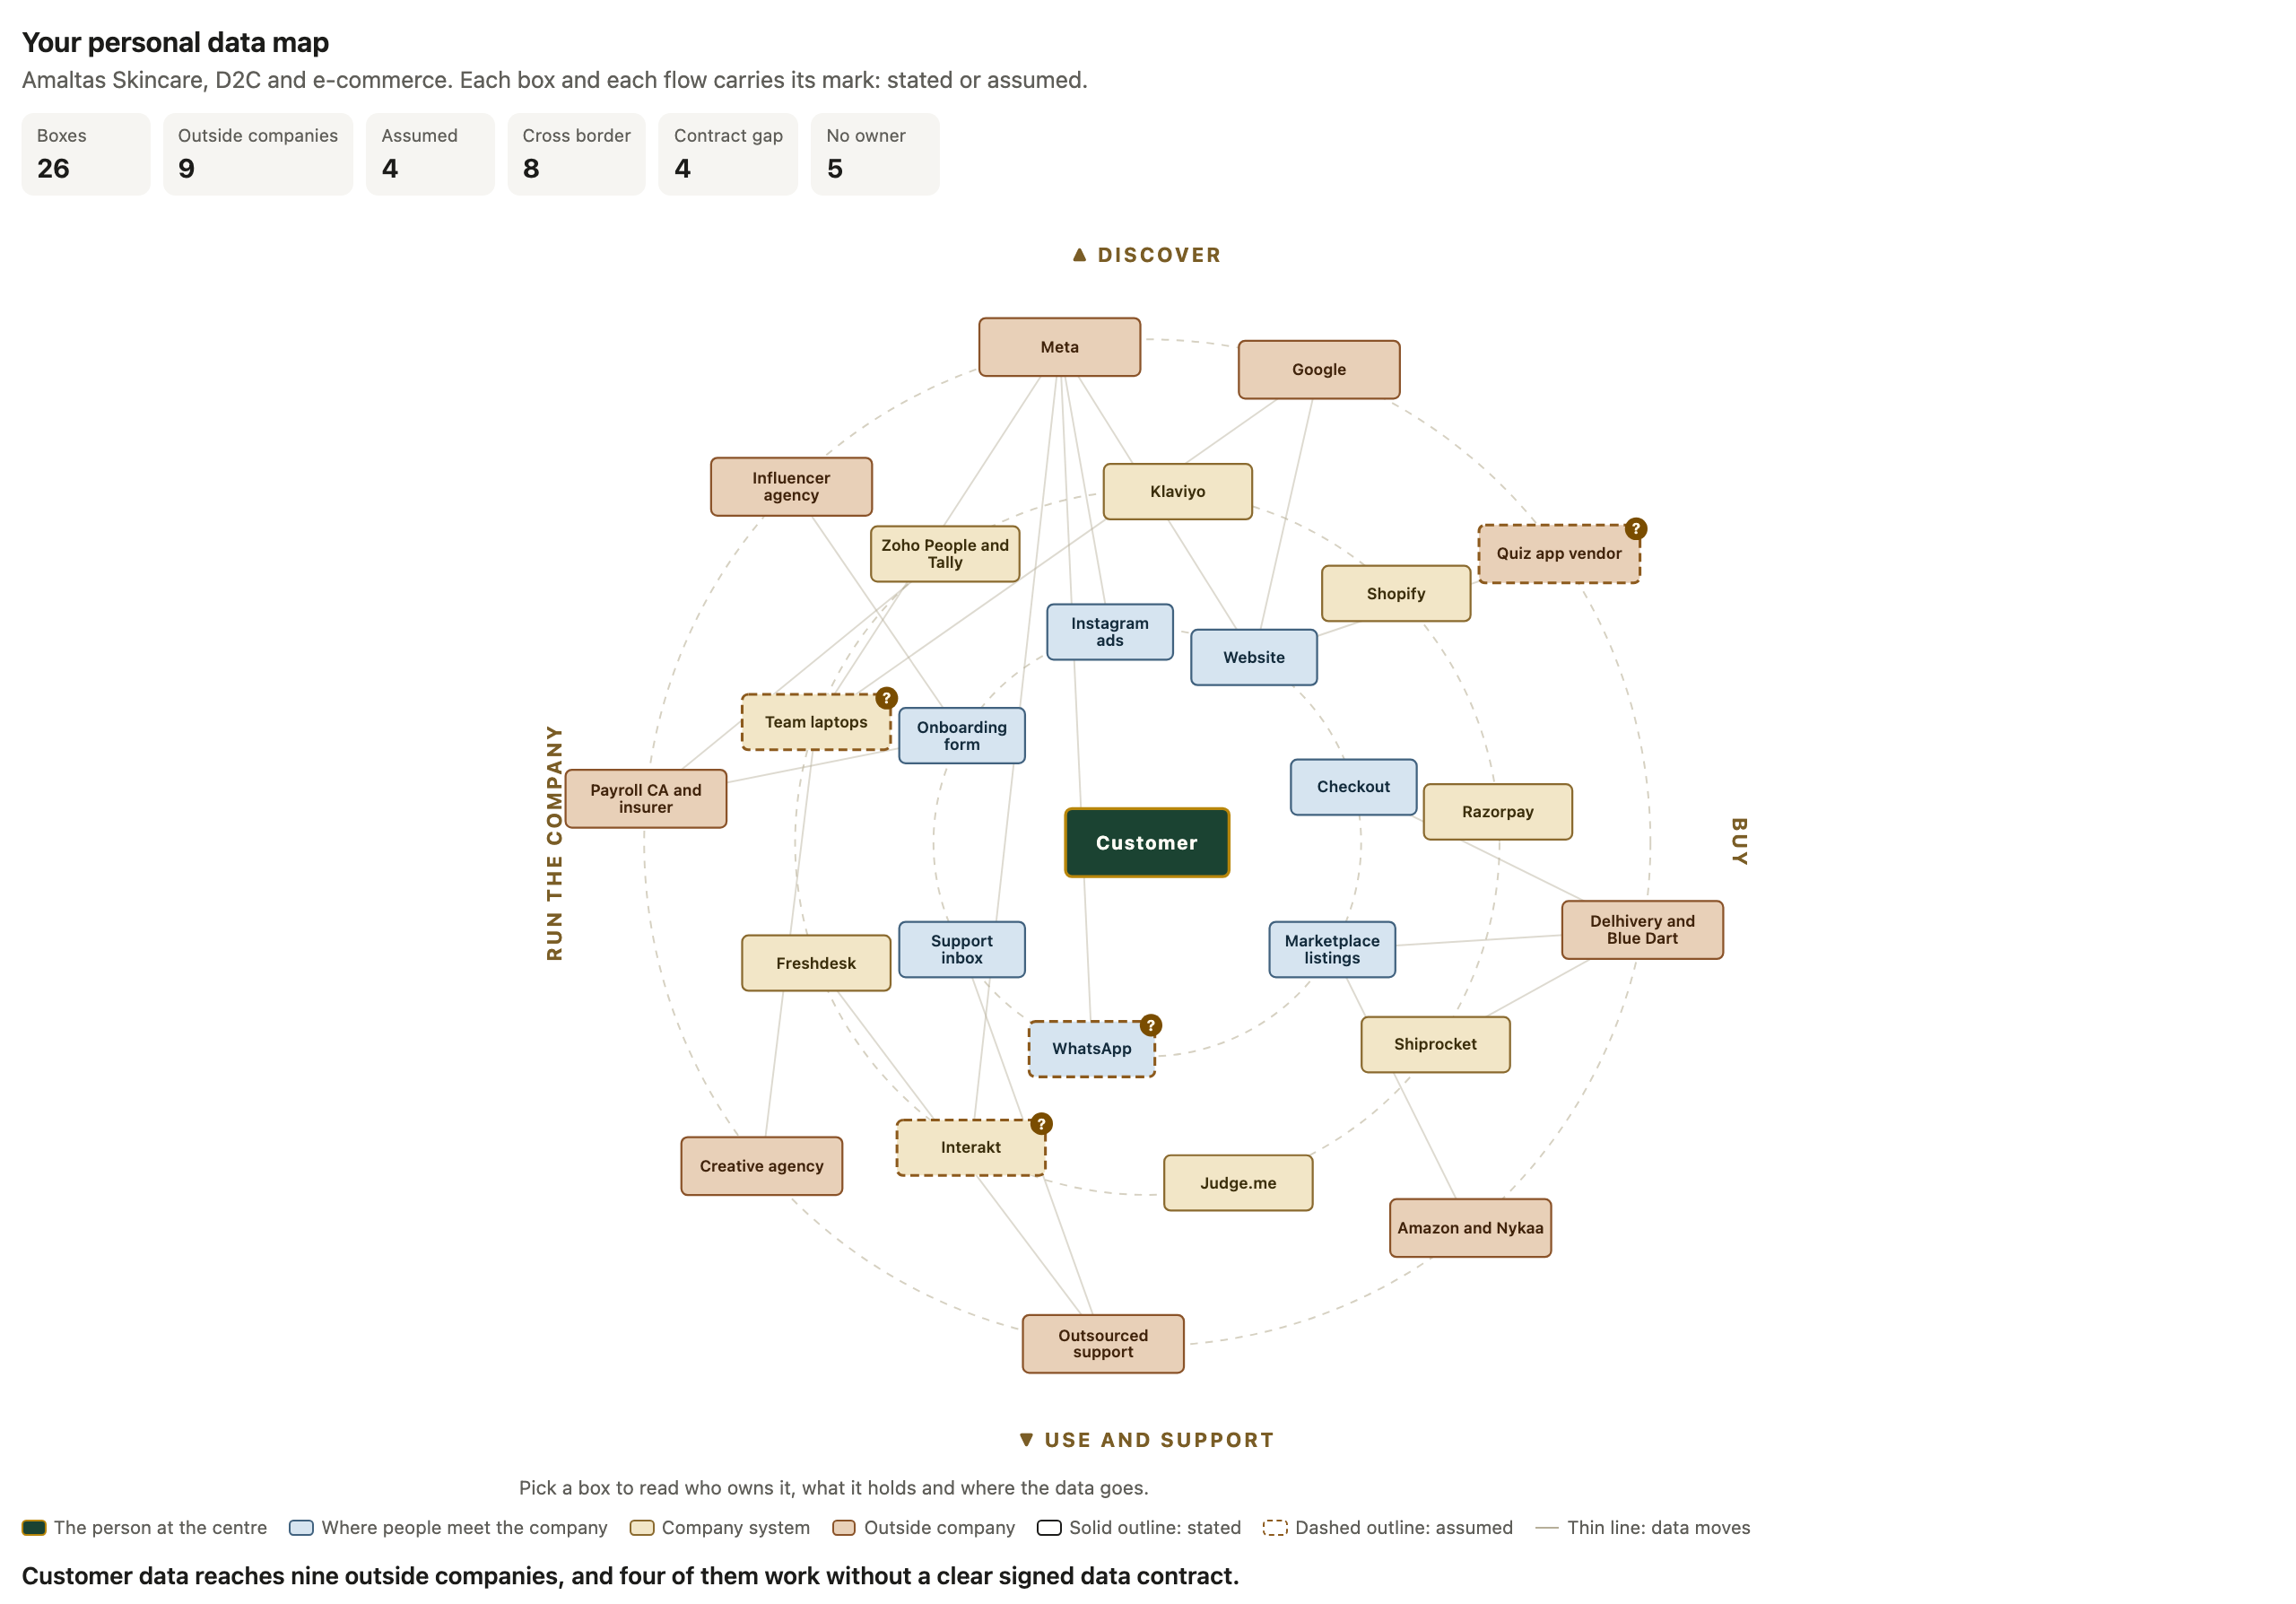 Your personal data map
Amaltas Skincare, D2C and e-commerce. Each box and each flow carries its mark: stated or assumed.
Boxes
26
Outside companies
9
Assumed
4
Cross border
8
Contract gap
4
No owner
5
▲ DISCOVER
Meta
Google
Influencer
agency
Klaviyo
Zoho People and
Tally
Quiz app vendor
?
Shopify
Instagram
ads
Website
Team laptops
?
Onboarding
form
RUN THE COMPANY
Payroll CA and
insurer
Checkout
Razorpay
Customer
BUY
Delhivery and
Blue Dart
Freshdesk
Support
inbox
Marketplace
listings
WhatsApp
?
Shiprocket
Creative agency
Interakt
?
Judge.me
Amazon and Nykaa
Outsourced
support
▼ USE AND SUPPORT
Pick a box to read who owns it, what it holds and where the data goes.
The person at the centre
Where people meet the company
Company system
Outside company
Solid outline: stated
Dashed outline: assumed
Thin line: data moves
Customer data reaches nine outside companies, and four of them work without a clear signed data contract.